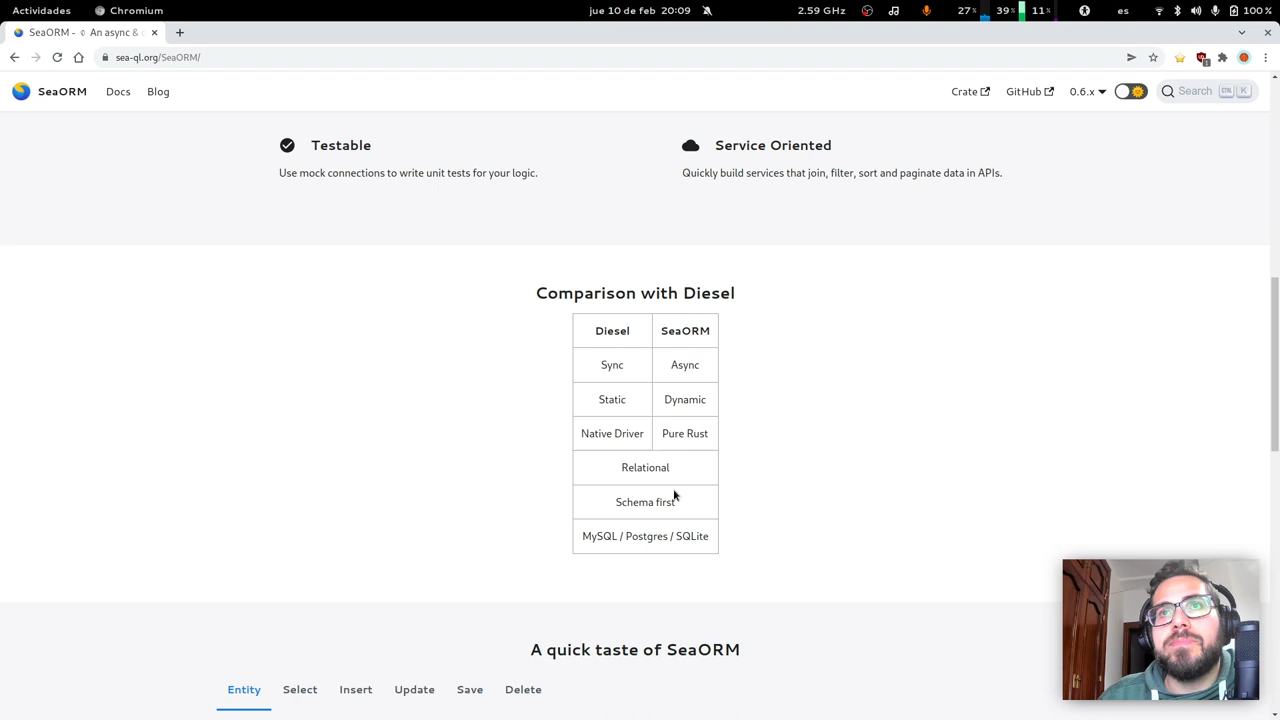 Actividades Chromium jue 10 de feb 20:09 2.59 GHz 27% 39% 11% es 100 %
SeaORM - An async &
sea-ql.org/SeaORM/
SeaORM Docs Blog Crate GitHub 0.6.x Search CTRL K
Testable Service Oriented
Use mock connections to write unit tests for your logic. Quickly build services that join, filter, sort and paginate data in APIs.
Comparison with Diesel
Diesel SeaORM
Sync Async
Static Dynamic
Native Driver Pure Rust
Relational
Schema first
MySQL / Postgres / SQLite
A quick taste of SeaORM
Entity Select Insert Update Save Delete